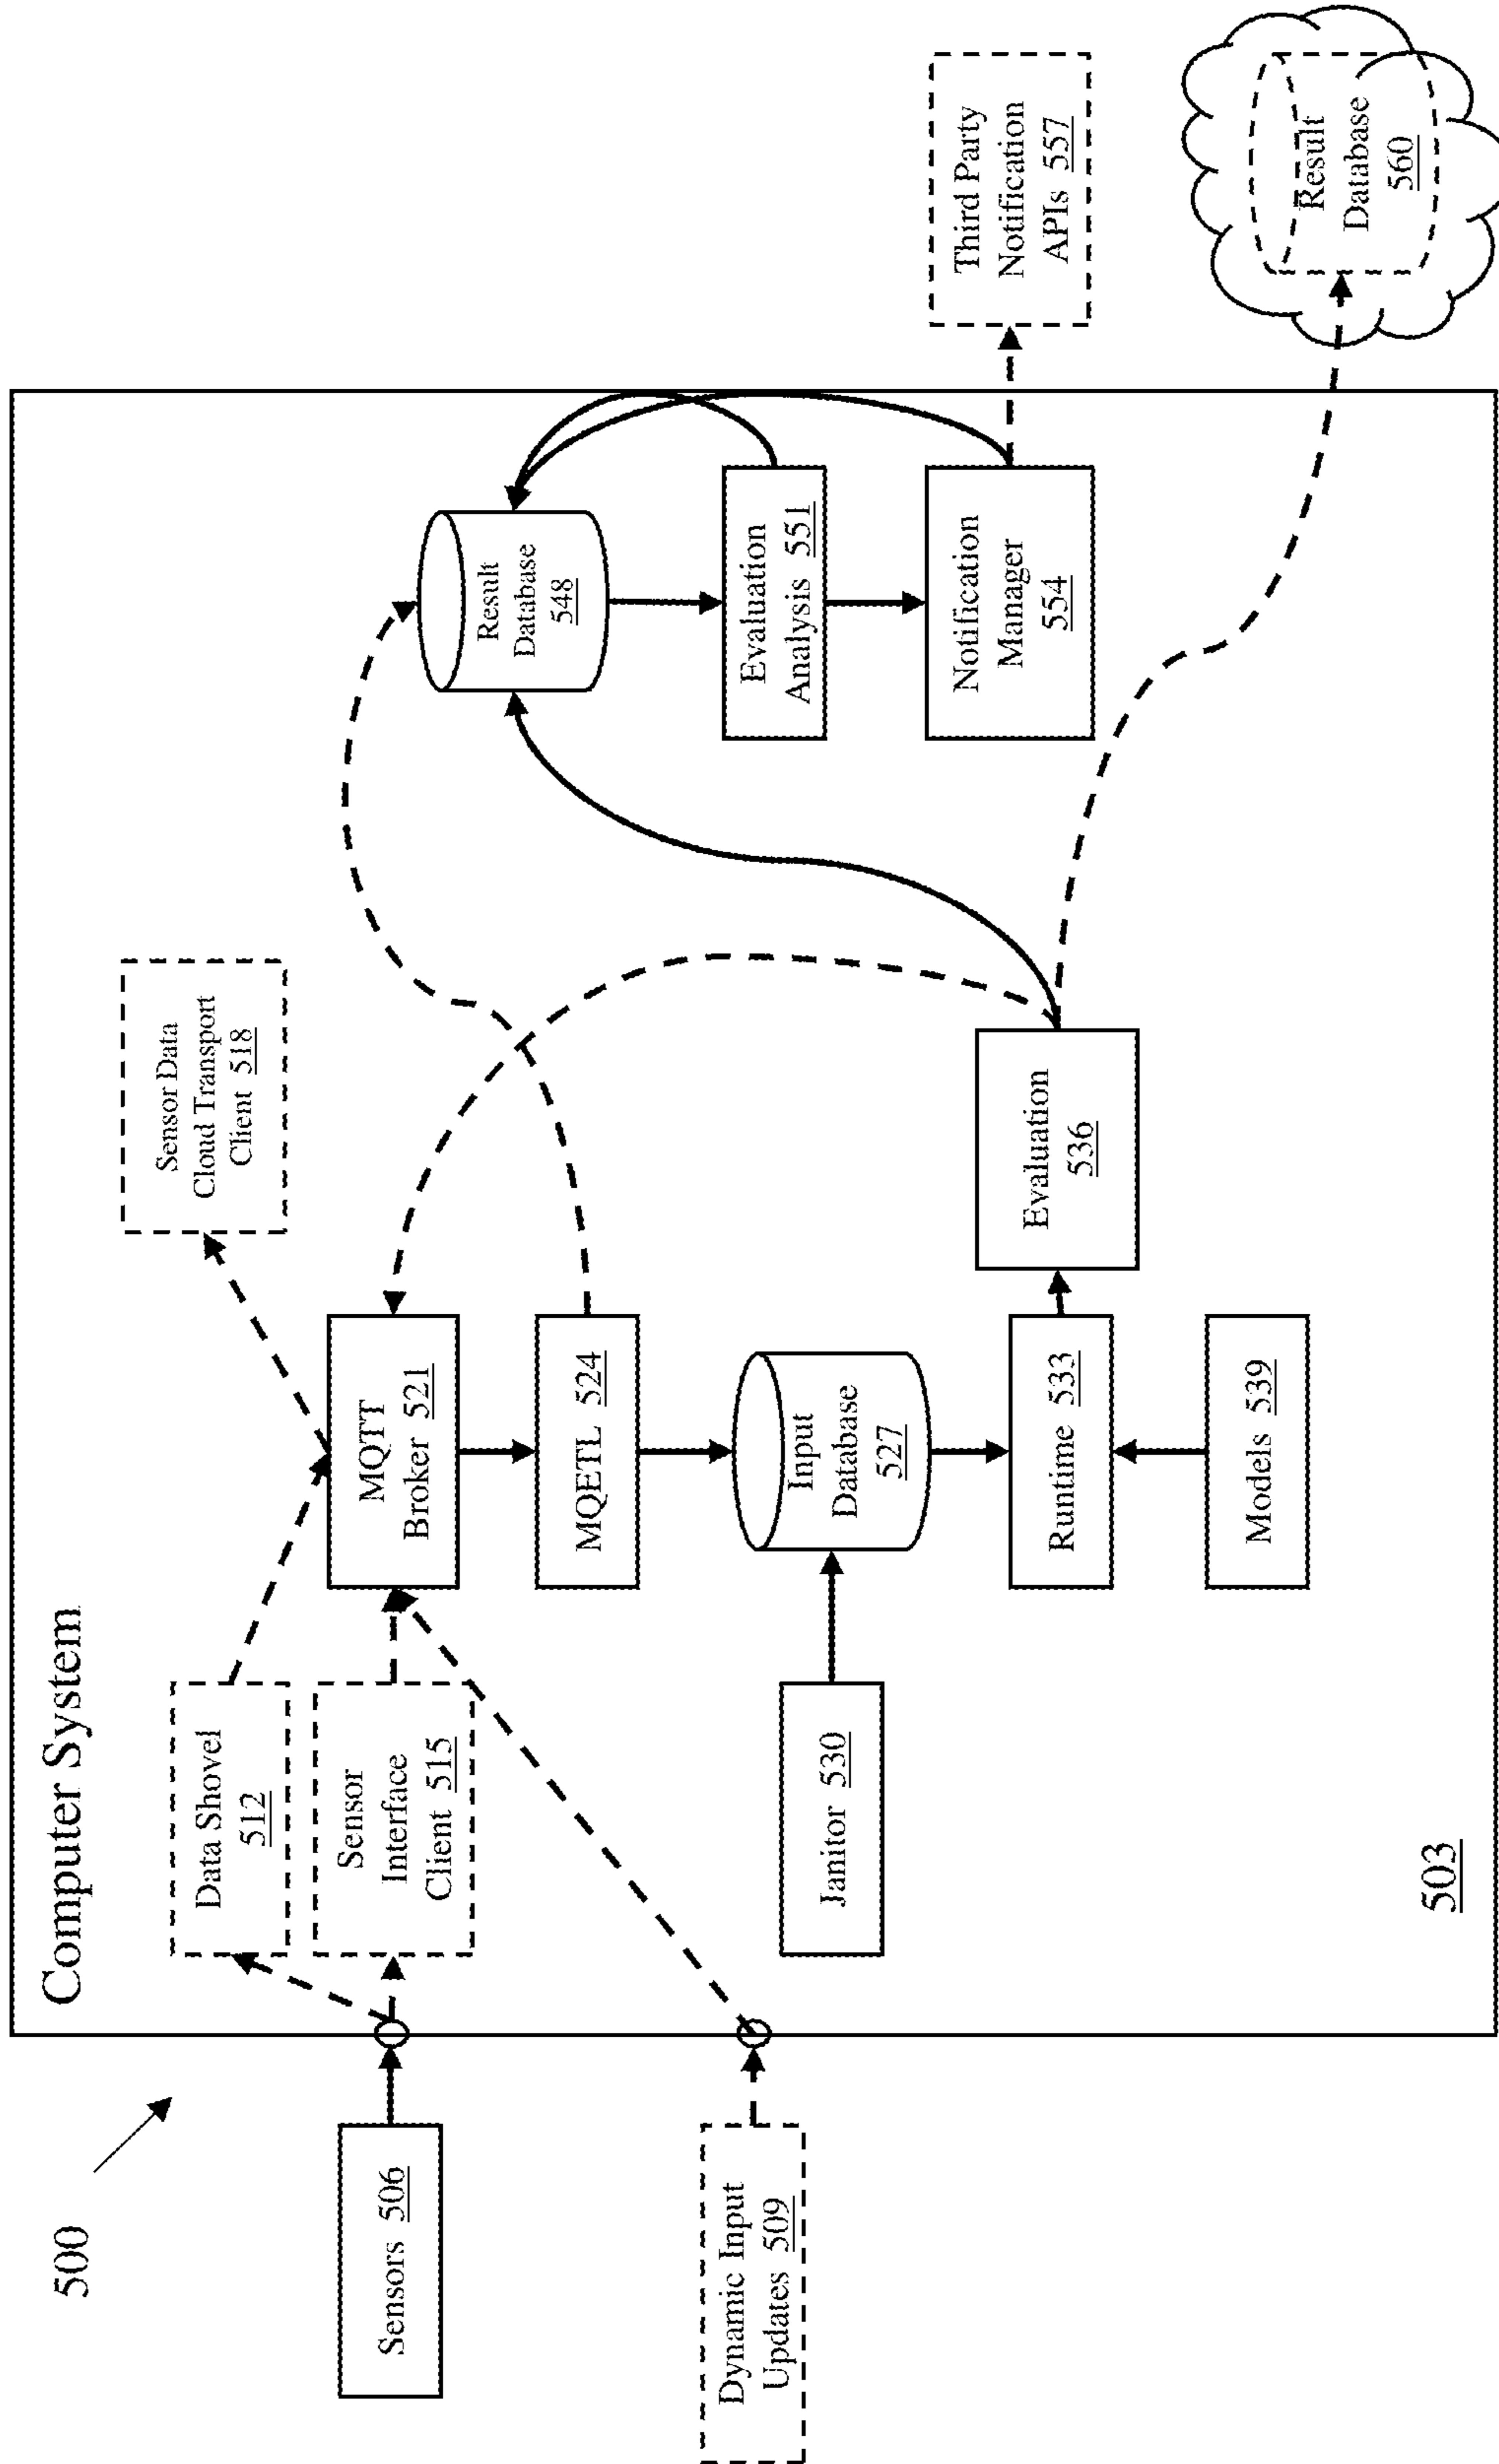 500
Computer System
Sensors 506
Dynamic Input
Updates 509
Data Shovel
512
Sensor
Interface
Client 515
Sensor Data
Cloud Transport
Client 518
MQTT
Broker 521
MQETL 524
Input
Database
527
Janitor 530
Runtime 533
Models 539
Evaluation
536
Result
Database
548
Evaluation
Analysis 551
Notification
Manager
554
Third Party
Notification
APIs 557
Result
Database
560
503